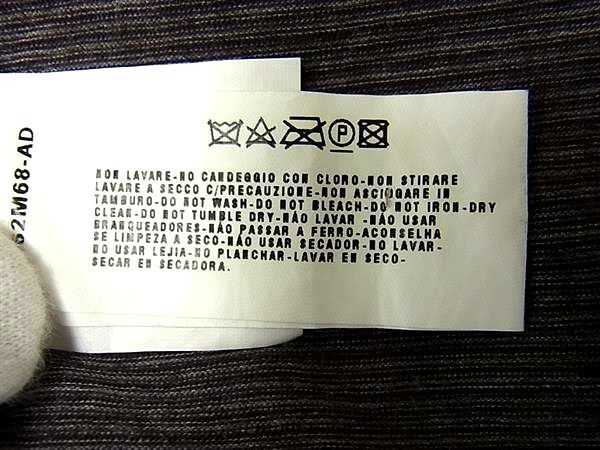 P
NON LAVARE-NO CANDEGGIO CON CLORO-NON STIRARE
LAVARE A SECCO C/PRECAUZIONE-NON ASCIUGARE IN
TAMBURO-DO NOT WASH-DO NOT BLEACH-DO NOT IRON-DRY
CLEAN-DO NOT TUMBLE DRY-NÃO LAVAR -NÃO USAR
BRANQUEADORES-NÃO PASSAR A FERRO-ACONSELHA
SE LIMPEZA A SECO-NÃO USAR SECADOR-NO LAVAR-
NO USAR LEJIA-NO PLANCHAR-LAVAR EN SECO-
SECAR EN SECADORA.
52M68-AD